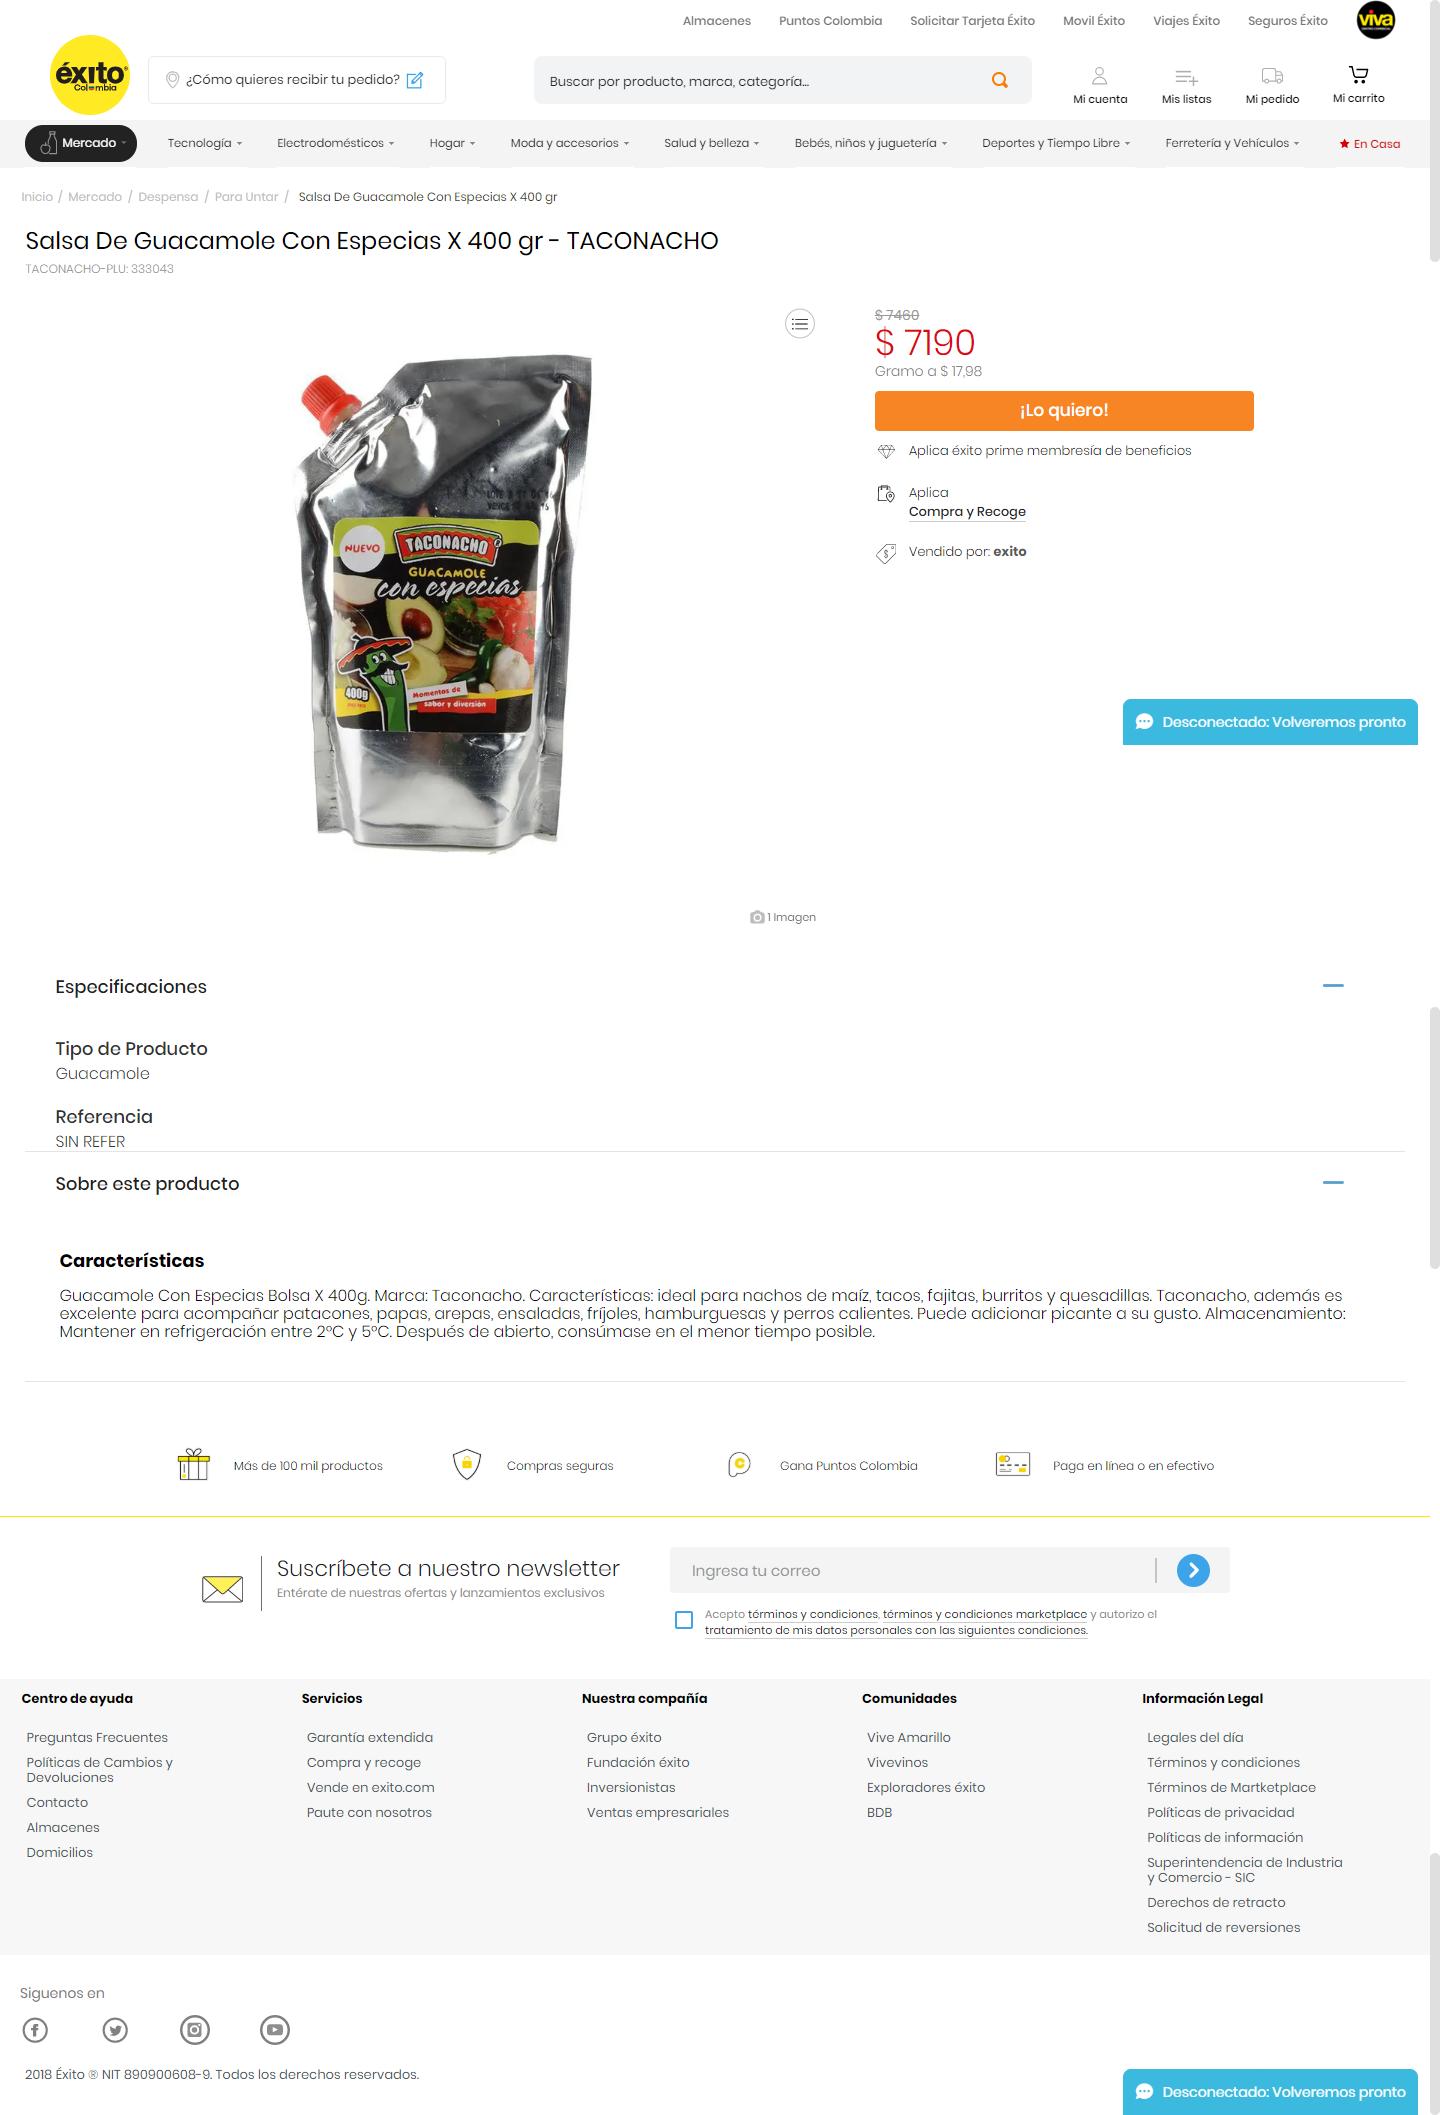 Almacenes Puntos Colombia Solicitar Tarjeta Éxito Movil Éxito Viajes Éxito Seguros Éxito viva
éxito
Colombia
¿Cómo quieres recibir tu pedido?
Buscar por producto, marca, categoría...
Mi cuenta Mis listas Mi pedido Mi carrito
Mercado Tecnología Electrodomésticos Hogar Moda y accesorios Salud y belleza Bebés, niños y juguetería Deportes y Tiempo Libre Ferretería y Vehículos En Casa
Inicio / Mercado / Despensa / Para Untar / Salsa De Guacamole Con Especias X 400 gr
Salsa De Guacamole Con Especias X 400 gr - TACONACHO
TACONACHO-PLU: 333043
NUEVO
TACONACHO
GUACAMOLE
con especias
400g
Momentos de
sabor y diversión
1 Imagen
$ 7460
$ 7190
Gramo a $ 17,98
¡Lo quiero!
Aplica éxito prime membresía de beneficios
Aplica
Compra y Recoge
Vendido por: exito
Desconectado: Volveremos pronto
Especificaciones
Tipo de Producto
Guacamole
Referencia
SIN REFER
Sobre este producto
Características
Guacamole Con Especias Bolsa X 400g. Marca: Taconacho. Características: ideal para nachos de maíz, tacos, fajitas, burritos y quesadillas. Taconacho, además es
excelente para acompañar patacones, papas, arepas, ensaladas, fríjoles, hamburguesas y perros calientes. Puede adicionar picante a su gusto. Almacenamiento:
Mantener en refrigeración entre 2°C y 5°C. Después de abierto, consúmase en el menor tiempo posible.
Más de 100 mil productos Compras seguras Gana Puntos Colombia Paga en línea o en efectivo
Suscríbete a nuestro newsletter
Entérate de nuestras ofertas y lanzamientos exclusivos
Ingresa tu correo
Acepto términos y condiciones, términos y condiciones marketplace y autorizo el
tratamiento de mis datos personales con las siguientes condiciones.
Centro de ayuda
Preguntas Frecuentes
Políticas de Cambios y
Devoluciones
Contacto
Almacenes
Domicilios
Servicios
Garantía extendida
Compra y recoge
Vende en exito.com
Paute con nosotros
Nuestra compañía
Grupo éxito
Fundación éxito
Inversionistas
Ventas empresariales
Comunidades
Vive Amarillo
Vivevinos
Exploradores éxito
BDB
Información Legal
Legales del día
Términos y condiciones
Términos de Martketplace
Políticas de privacidad
Políticas de información
Superintendencia de Industria
y Comercio - SIC
Derechos de retracto
Solicitud de reversiones
Siguenos en
2018 Éxito ® NIT 890900608-9. Todos los derechos reservados.
Desconectado: Volveremos pronto